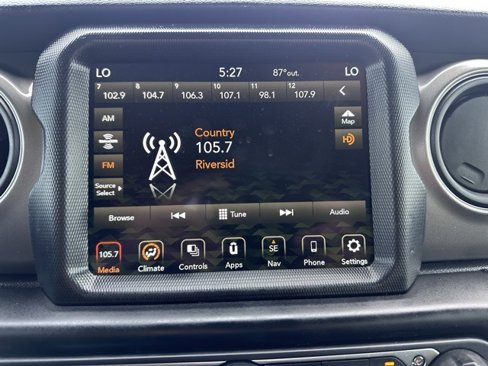 LO 5:27 87°out. LO
7 8 9 10 11 12
102.9 104.7 106.3 107.1 98.1 107.9
AM
Map
Country
105.7
Riversid
HD
FM
Source
Select
Browse Tune Audio
105.7 SE
Media Climate Controls Apps Nav Phone Settings